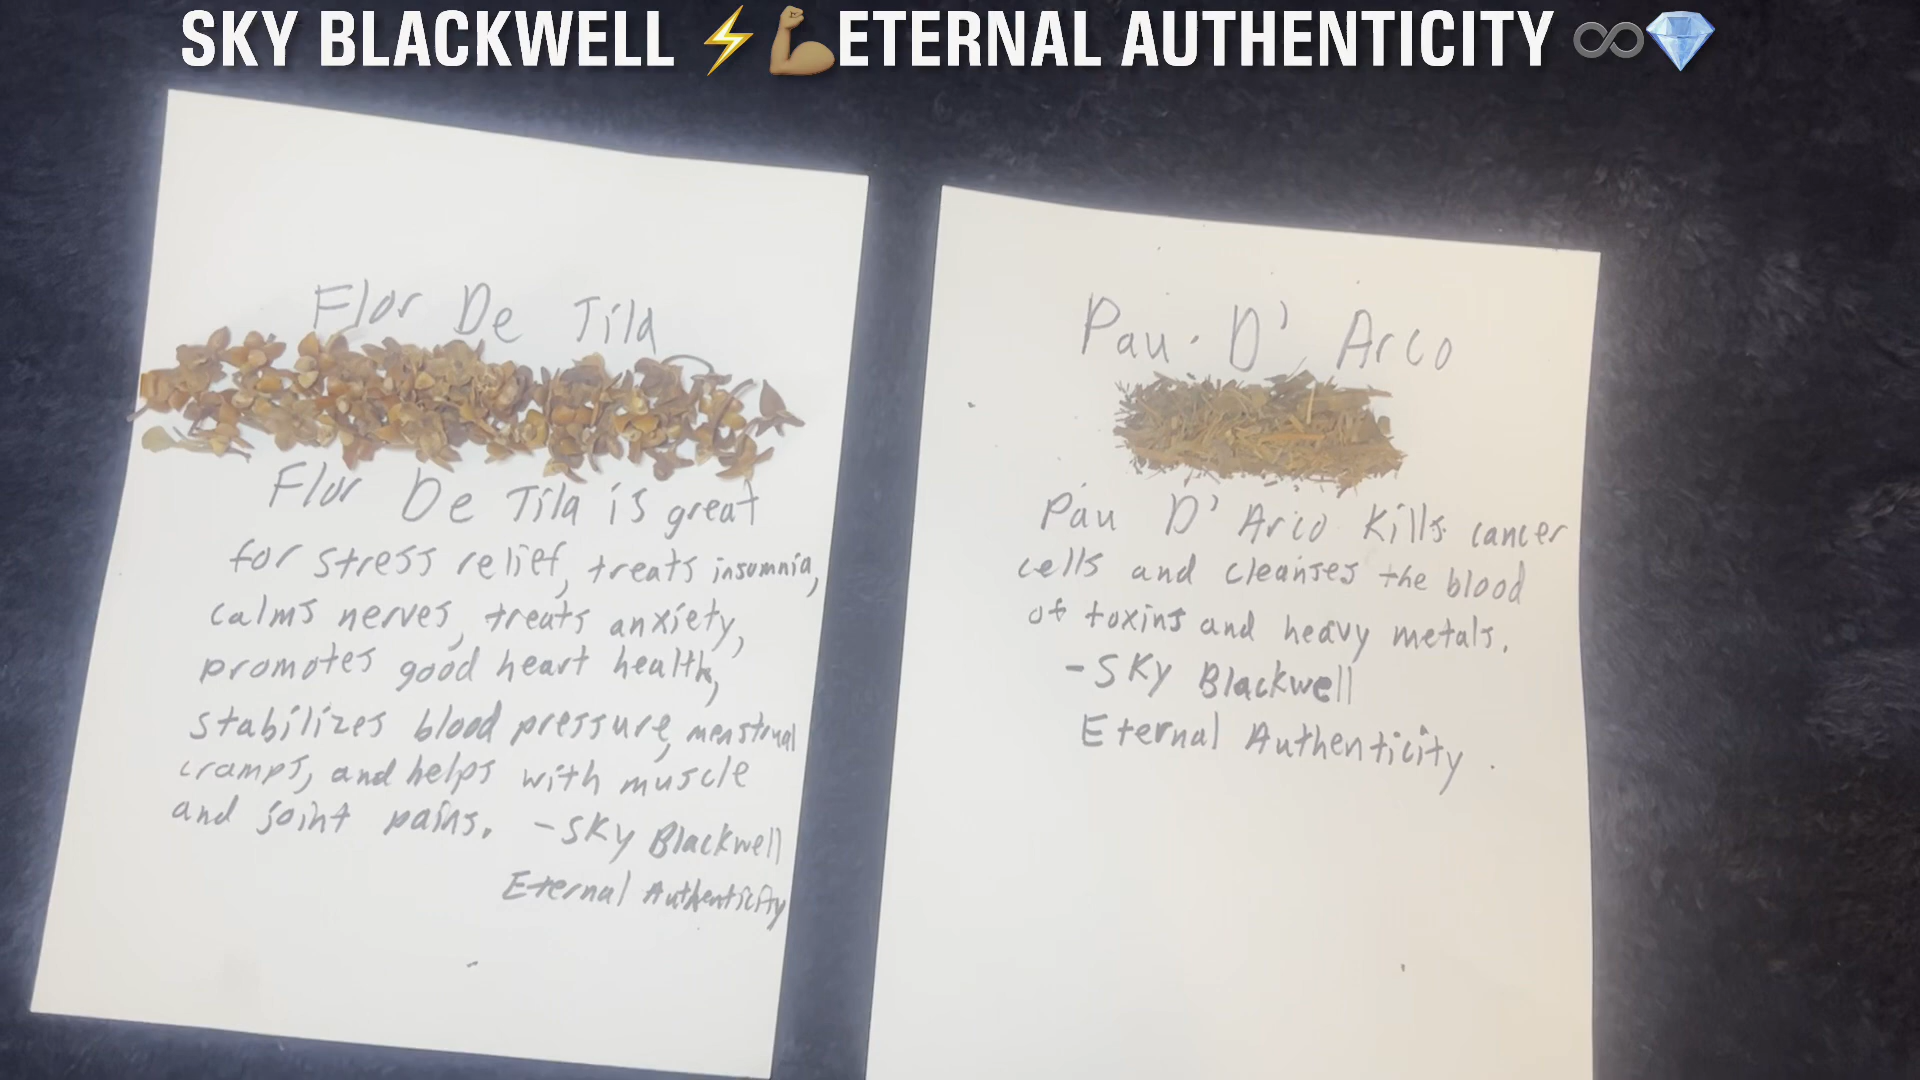 SKY BLACKWELL ⚡💪🏽ETERNAL AUTHENTICITY ♾💎
Flor De Tila
Flor De Tila is great
for stress relief, treats insomnia,
calms nerves, treats anxiety,
promotes good heart health,
stabilizes blood pressure, menstrual
cramps, and helps with muscle
and joint pains. -Sky Blackwell
Eternal Authenticity
Pau D' Arco
Pau D' Arco Kills cancer
cells and cleanses the blood
of toxins and heavy metals.
-Sky Blackwell
Eternal Authenticity.